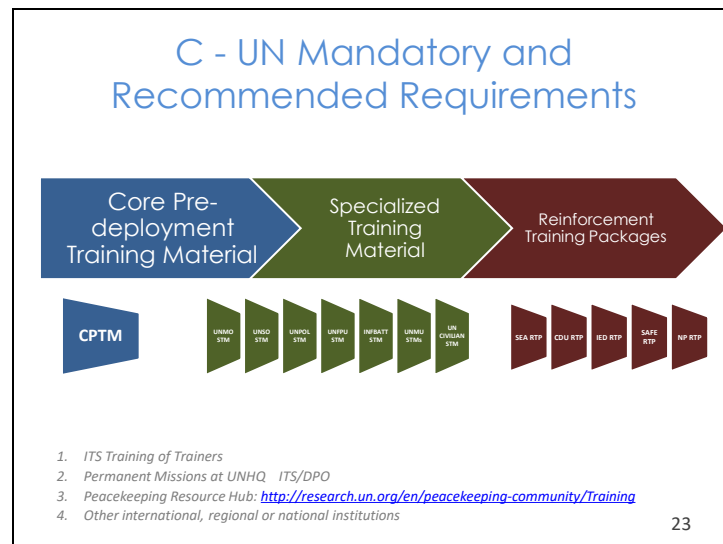 C - UN Mandatory and
Recommended Requirements
Core Pre-
deployment
Training Material
Specialized
Training
Material
Reinforcement
Training Packages
CPTM
UNMO
STM
UNSO
STM
UNPOL
STM
UNFPU
STM
INFBATT
STM
UNMU
STMs
UN
CIVILIAN
STM
SEA RTP
CDU RTP
IED RTP
SAFE
RTP
NP RTP
1. ITS Training of Trainers
2. Permanent Missions at UNHQ ITS/DPO
3. Peacekeeping Resource Hub: http://research.un.org/en/peacekeeping-community/Training
4. Other international, regional or national institutions
23